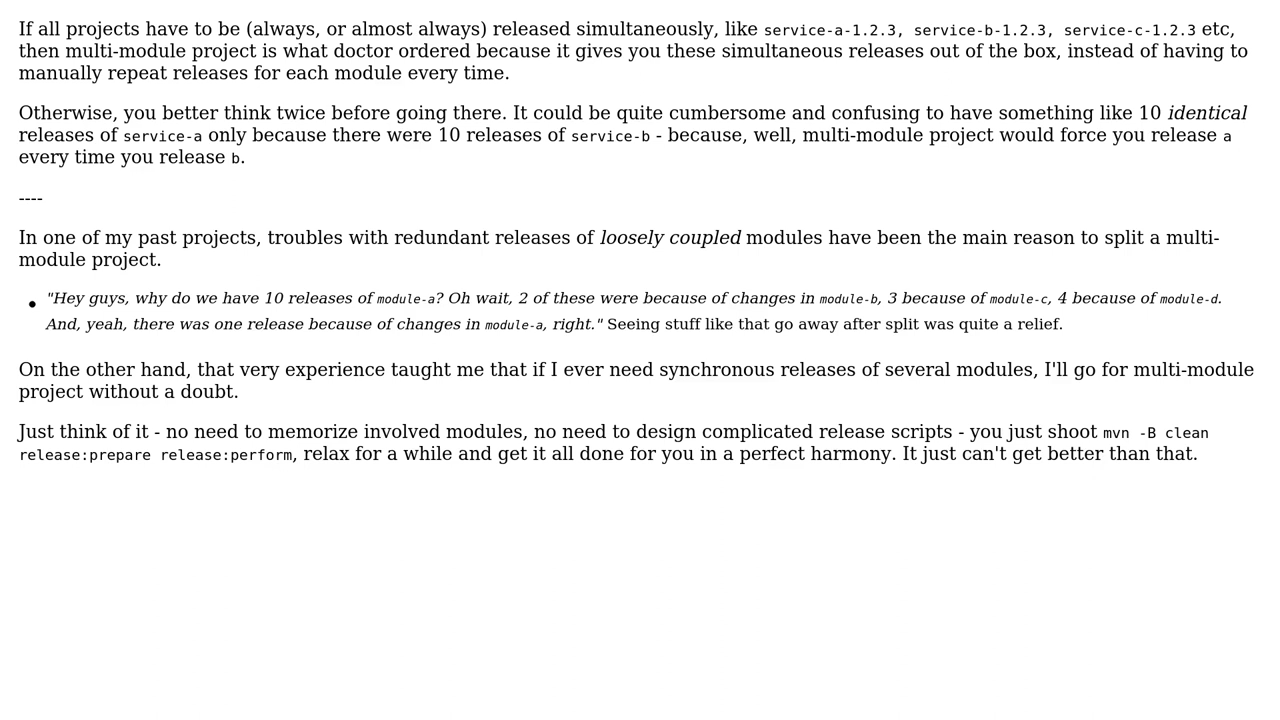 If all projects have to be (always, or almost always) released simultaneously, like service-a-1.2.3, service-b-1.2.3, service-c-1.2.3 etc,
then multi-module project is what doctor ordered because it gives you these simultaneous releases out of the box, instead of having to
manually repeat releases for each module every time.
Otherwise, you better think twice before going there. It could be quite cumbersome and confusing to have something like 10 identical
releases of service-a only because there were 10 releases of service-b - because, well, multi-module project would force you release a
every time you release b.
----
In one of my past projects, troubles with redundant releases of loosely coupled modules have been the main reason to split a multi-
module project.
• "Hey guys, why do we have 10 releases of module-a? Oh wait, 2 of these were because of changes in module-b, 3 because of module-c, 4 because of module-d.
And, yeah, there was one release because of changes in module-a, right." Seeing stuff like that go away after split was quite a relief.
On the other hand, that very experience taught me that if I ever need synchronous releases of several modules, I'll go for multi-module
project without a doubt.
Just think of it - no need to memorize involved modules, no need to design complicated release scripts - you just shoot mvn -B clean
release:prepare release:perform, relax for a while and get it all done for you in a perfect harmony. It just can't get better than that.